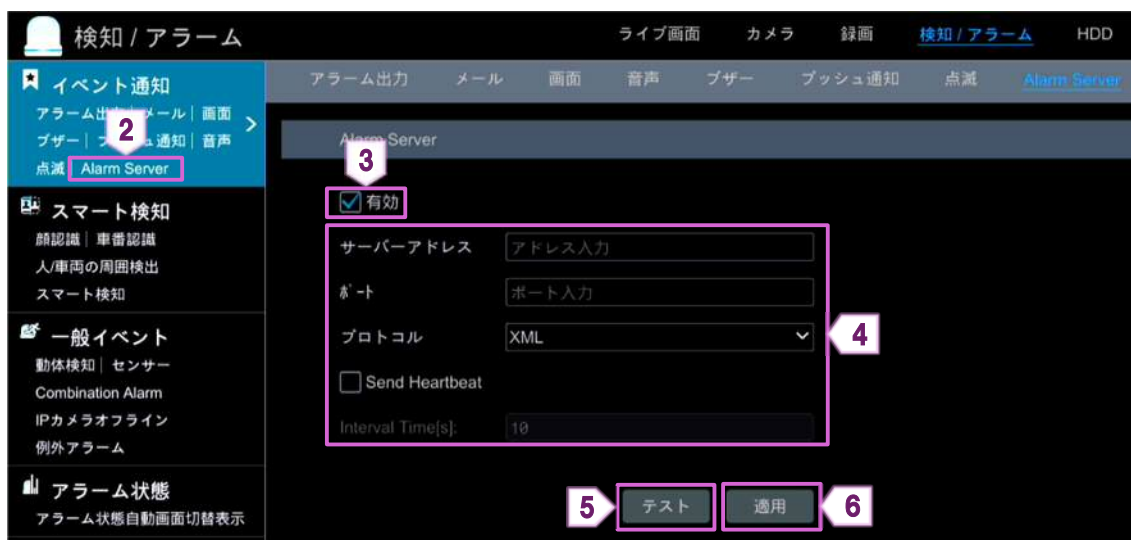 検知 / アラーム
ライブ画面 カメラ 録画 検知 / アラーム HDD
イベント通知
アラーム出 メール 画面
ブザー プ 通知 音声
点滅 Alarm Server
2
スマート検知
顔認識 車番認識
人/車両の周囲検出
スマート検知
一般イベント
動体検知 センサー
Combination Alarm
IPカメラオフライン
例外アラーム
アラーム状態
アラーム状態自動画面切替表示
アラーム出力 メール 画面 音声 ブザー プッシュ通知 点滅 Alarm Server
Alarm Server
3
有効
サーバーアドレス アドレス入力
ポート ポート入力
プロトコル XML
4
Send Heartbeat
Interval Time[s]: 10
5 テスト 適用 6